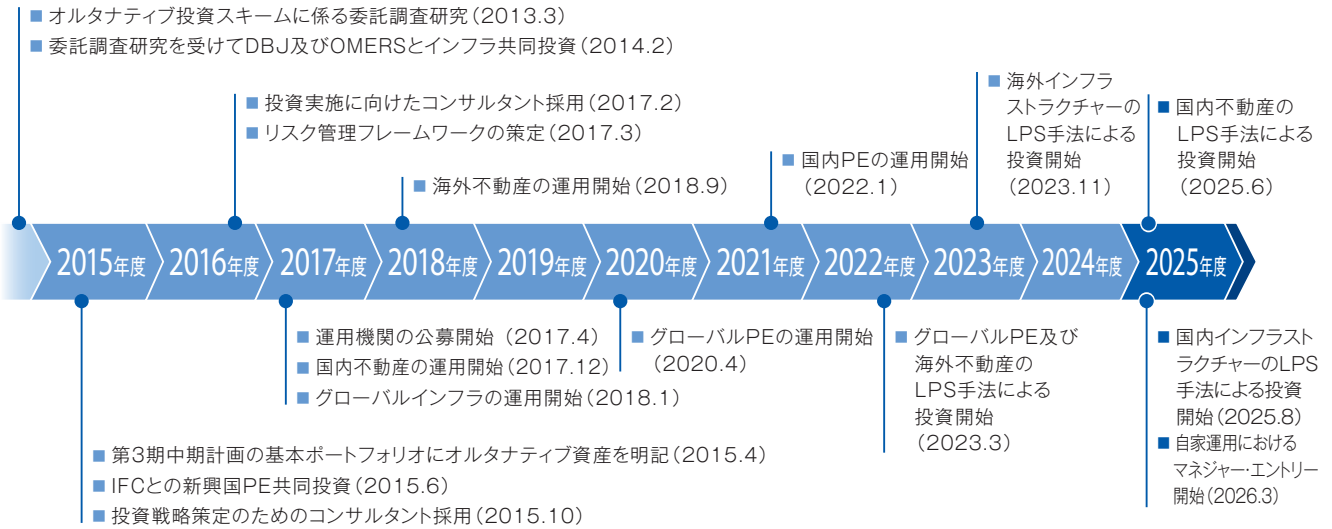 ■ オルタナティブ投資スキームに係る委託調査研究（2013.3）
■ 委託調査研究を受けてDBJ及びOMERSとインフラ共同投資（2014.2）
■ 投資実施に向けたコンサルタント採用（2017.2）
■ リスク管理フレームワークの策定（2017.3）
■ 海外不動産の運用開始（2018.9）
■ 国内PEの運用開始
（2022.1）
■ 海外インフラ
ストラクチャーの
LPS手法による
投資開始
（2023.11）
■ 国内不動産の
LPS手法による
投資開始
（2025.6）
2015年度 2016年度 2017年度 2018年度 2019年度 2020年度 2021年度 2022年度 2023年度 2024年度 2025年度
■ 運用機関の公募開始 （2017.4）
■ 国内不動産の運用開始（2017.12）
■ グローバルインフラの運用開始（2018.1）
■ グローバルPEの運用開始
（2020.4）
■ グローバルPE及び
海外不動産の
LPS手法による
投資開始
（2023.3）
■ 国内インフラスト
ラクチャーのLPS
手法による投資
開始（2025.8）
■ 自家運用における
マネジャー・エントリー
開始（2026.3）
■ 第3期中期計画の基本ポートフォリオにオルタナティブ資産を明記（2015.4）
■ IFCとの新興国PE共同投資（2015.6）
■ 投資戦略策定のためのコンサルタント採用（2015.10）